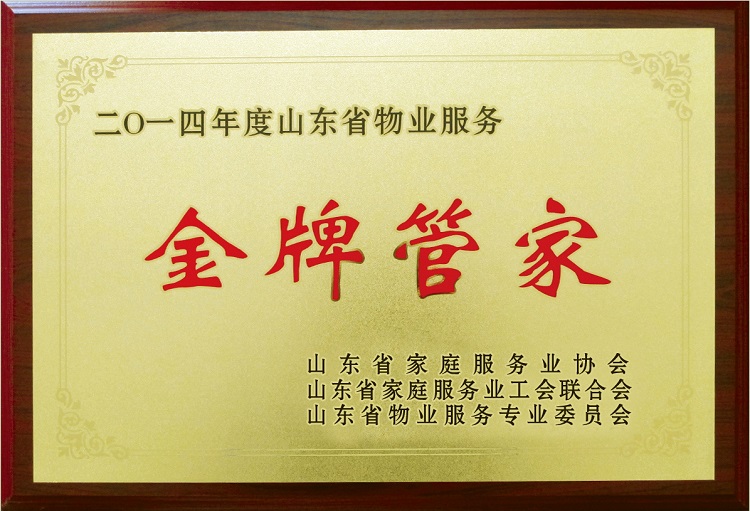 二〇一四年度山东省物业服务
金牌管家
山东省家庭服务业协会
山东省家庭服务业工会联合会
山东省物业服务专业委员会